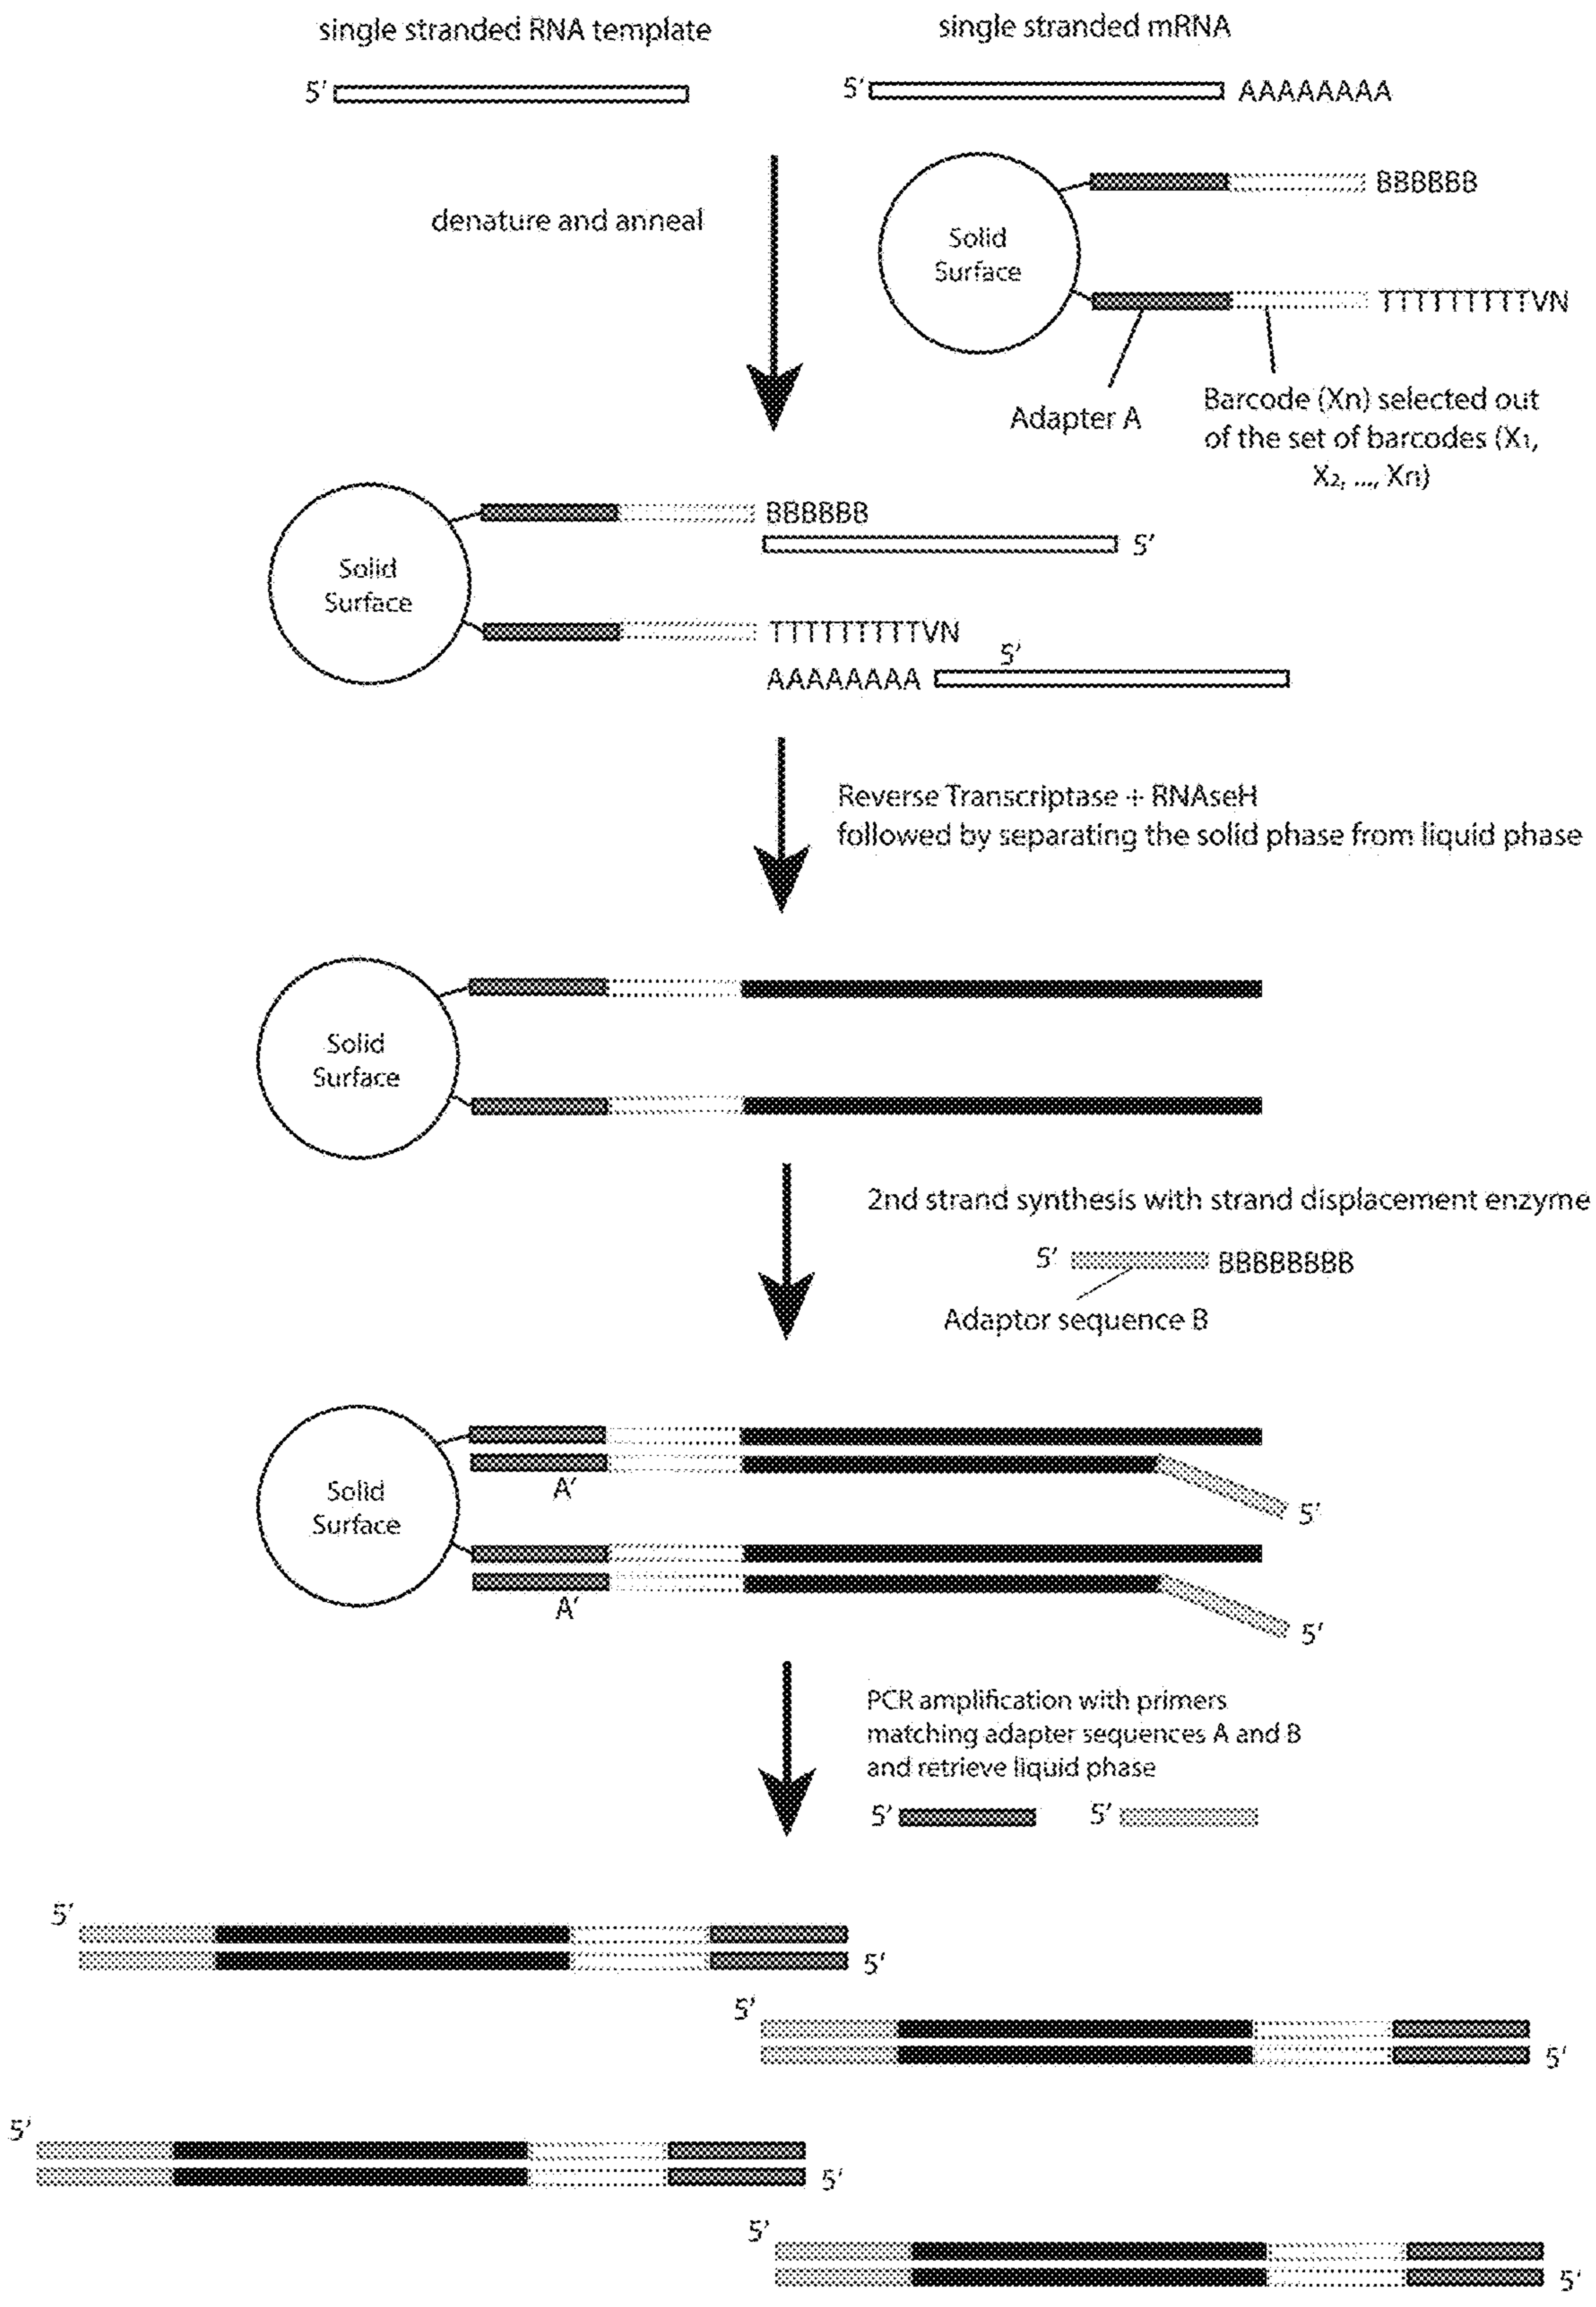 single stranded RNA template
single stranded mRNA
5'
5'
AAAAAAAA
BBBBBB
denature and anneal
Solid
Surface
TTTTTTTTTVN
Adapter A
Barcode (Xn) selected out
of the set of barcodes (X1,
X2, ..., Xn)
BBBBBB
5'
Solid
Surface
TTTTTTTTTVN
5'
AAAAAAAA
Reverse Transcriptase + RNAseH
followed by separating the solid phase from liquid phase
Solid
Surface
2nd strand synthesis with strand displacement enzyme
5'
BBBBBBBB
Adaptor sequence B
A'
5'
Solid
Surface
A'
5'
PCR amplification with primers
matching adapter sequences A and B
and retrieve liquid phase
5'
5'
5'
5'
5'
5'
5'
5'
5'
5'